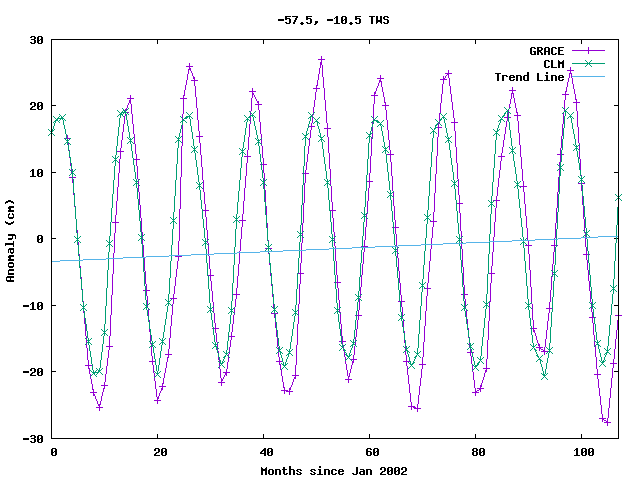 -57.5, -10.5 TWS
GRACE
CLM
Trend Line
30
20
10
0
-10
-20
-30
Anomaly (cm)
0 20 40 60 80 100
Months since Jan 2002